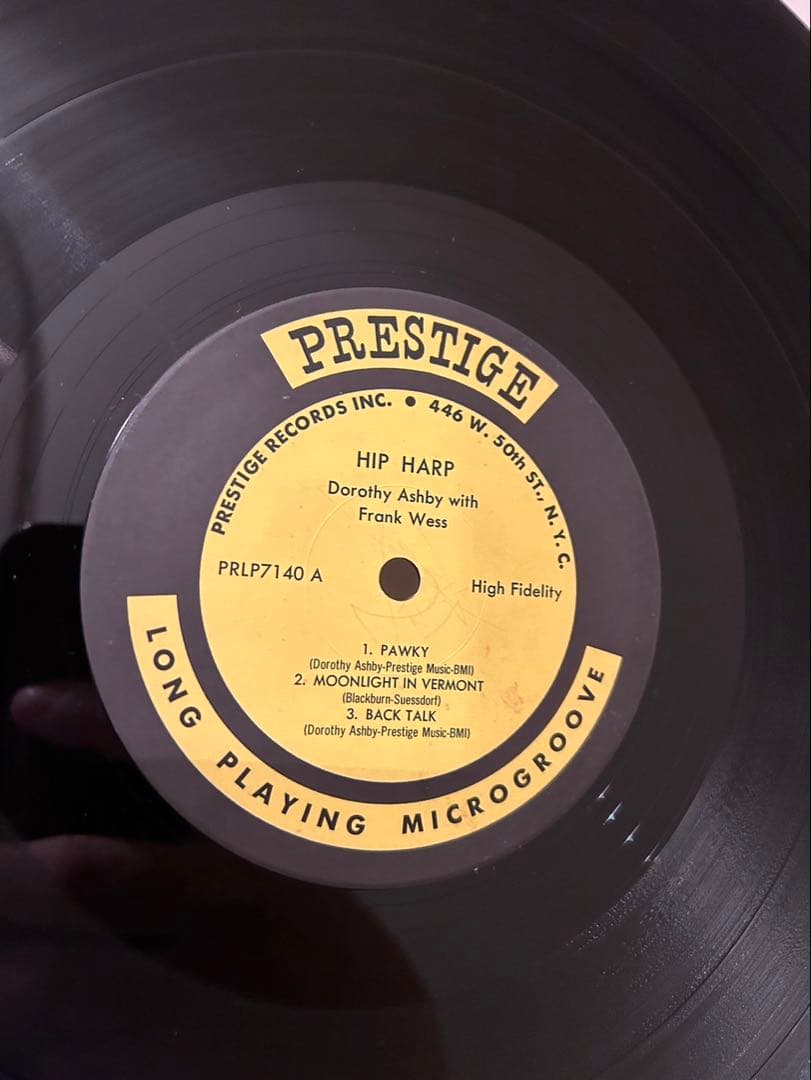 PRESTIGE
PRESTIGE RECORDS INC. ● 446 W. 50th ST., N. Y. C.
HIP HARP
Dorothy Ashby with
Frank Wess
PRLP7140 A
High Fidelity
1. PAWKY
(Dorothy Ashby-Prestige Music-BMI)
2. MOONLIGHT IN VERMONT
(Blackburn-Suessdorf)
3. BACK TALK
(Dorothy Ashby-Prestige Music-BMI)
LONG PLAYING MICROGROOVE